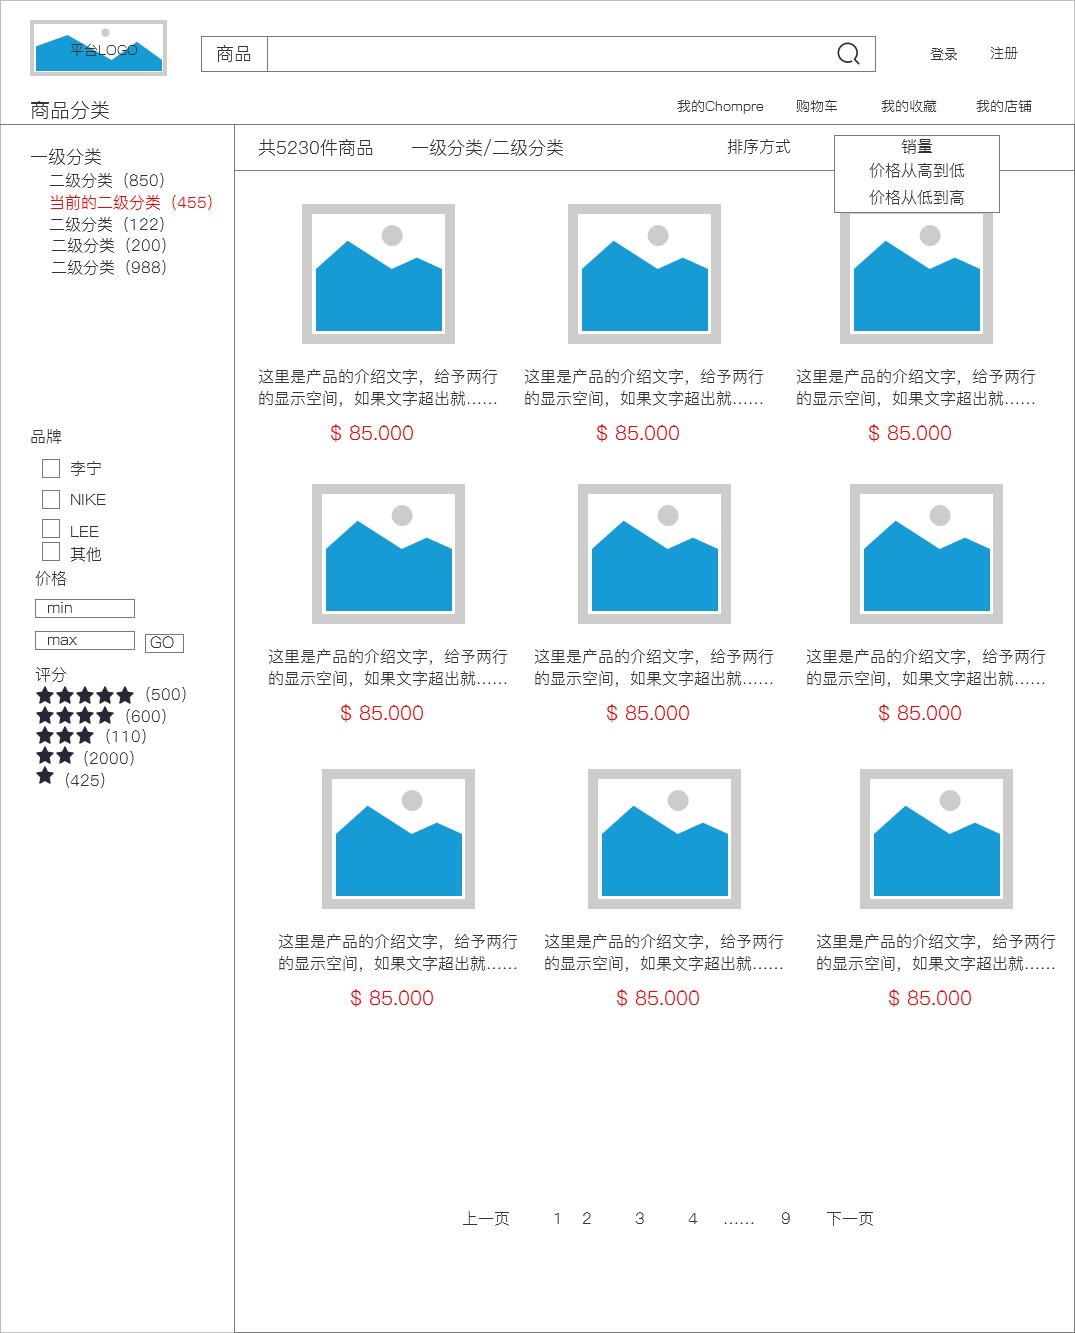 平台LOGO
商品
登录
注册
商品分类
我的Chompre
购物车
我的收藏
我的店铺
一级分类
二级分类（850）
当前的二级分类（455）
二级分类（122）
二级分类（200）
二级分类（988）
品牌
李宁
NIKE
LEE
其他
价格
min
max
GO
评分
（500）
（600）
（110）
（2000）
（425）
共5230件商品
一级分类/二级分类
排序方式
销量
价格从高到低
价格从低到高
这里是产品的介绍文字，给予两行
的显示空间，如果文字超出就……
$ 85.000
这里是产品的介绍文字，给予两行
的显示空间，如果文字超出就……
$ 85.000
这里是产品的介绍文字，给予两行
的显示空间，如果文字超出就……
$ 85.000
这里是产品的介绍文字，给予两行
的显示空间，如果文字超出就……
$ 85.000
这里是产品的介绍文字，给予两行
的显示空间，如果文字超出就……
$ 85.000
这里是产品的介绍文字，给予两行
的显示空间，如果文字超出就……
$ 85.000
这里是产品的介绍文字，给予两行
的显示空间，如果文字超出就……
$ 85.000
这里是产品的介绍文字，给予两行
的显示空间，如果文字超出就……
$ 85.000
这里是产品的介绍文字，给予两行
的显示空间，如果文字超出就……
$ 85.000
上一页 1 2 3 4 …… 9 下一页